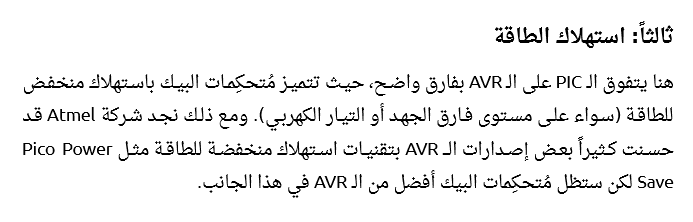 ثالثاً: استهلاك الطاقة
هنا يتفوق الـ PIC على الـ AVR بفارق واضح، حيث تتميز مُتحكِمات البيك باستهلاك منخفض
للطاقة (سواء على مستوى فارق الجهد أو التيار الكهربي). ومع ذلك نجد شركة Atmel قد
حسنت كثيراً بعض إصدارات الـ AVR بتقنيات استهلاك منخفضة للطاقة مثل Pico Power
Save لكن ستظل مُتحكِمات البيك أفضل من الـ AVR في هذا الجانب.